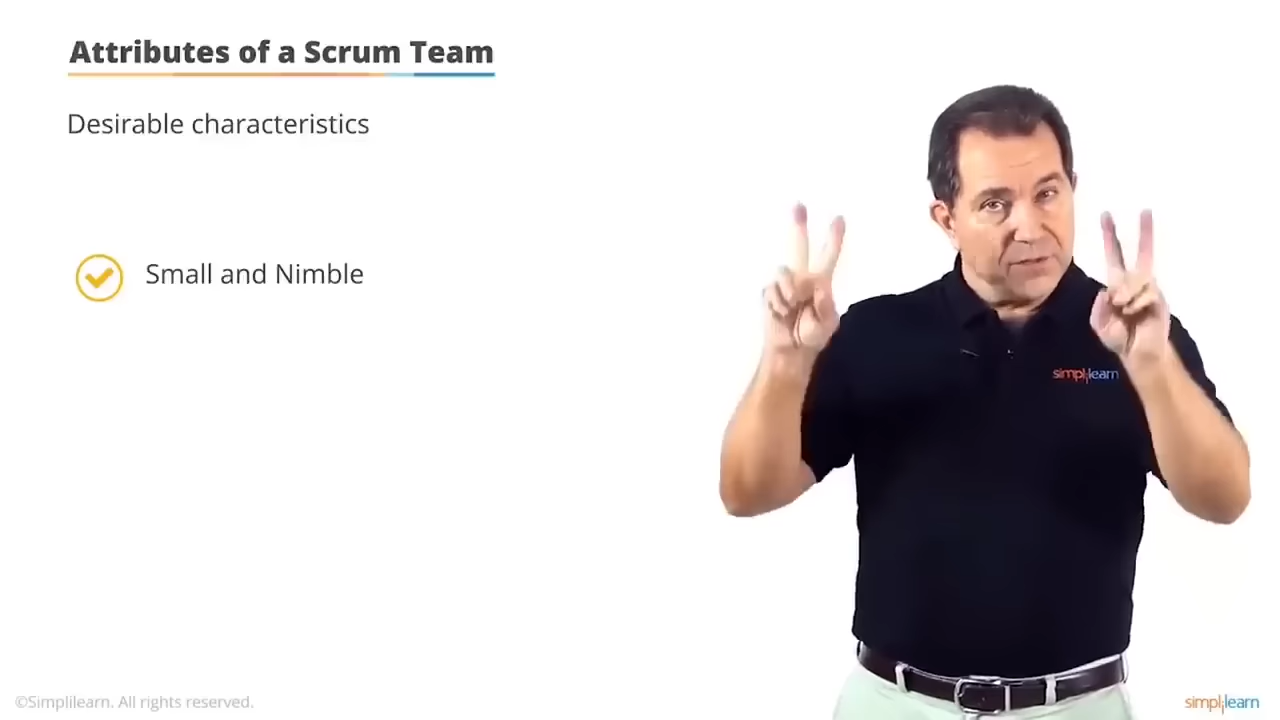 Attributes of a Scrum Team
Desirable characteristics
Small and Nimble
simplilearn
©Simplilearn. All rights reserved.
simplilearn